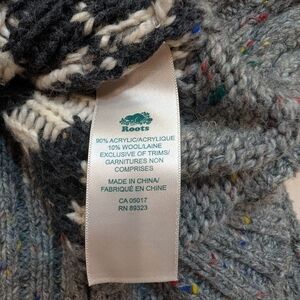 Roots
90% ACRYLIC/ACRYLIQUE
10% WOOL/LAINE
EXCLUSIVE OF TRIMS/
GARNITURES NON
COMPRISES
MADE IN CHINA/
FABRIQUÉ EN CHINE
CA 05017
RN 89323